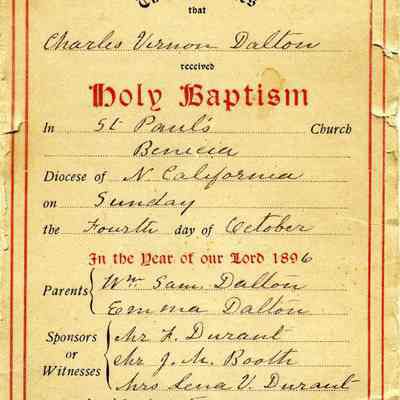 that
Charles Vernon Dalton
received
Holy Baptism
In St Paul's Church
Benicia
Diocese of N. California
on Sunday
the Fourth day of October
In the Year of our Lord 1896
Parents Wm. Sam. Dalton
Emma Dalton
Sponsors or Witnesses Mr F. Durant
Mr J. M. Booth
Mrs Lena V. Durant